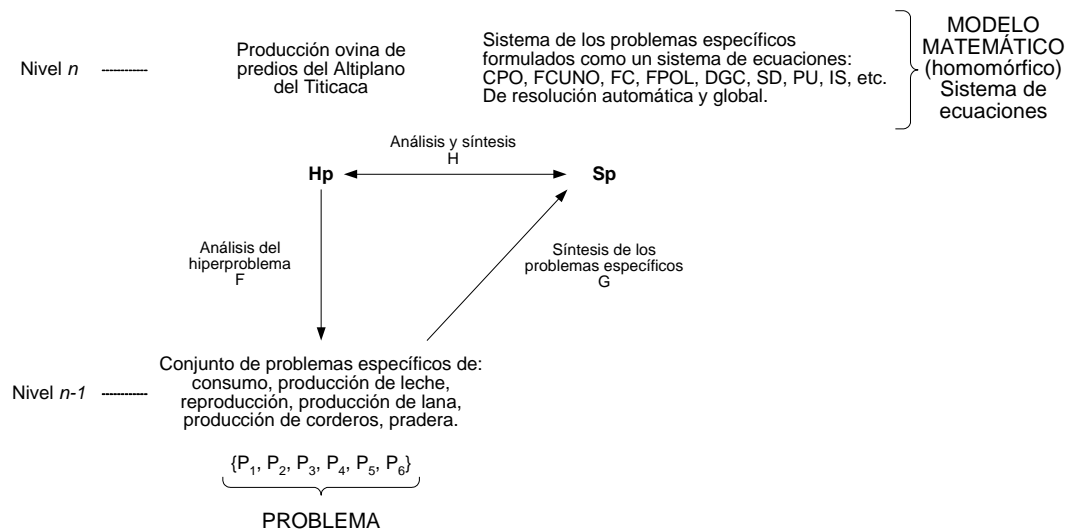 Nivel n
Producción ovina de
predios del Altiplano
del Titicaca
Sistema de los problemas específicos
formulados como un sistema de ecuaciones:
CPO, FCUNO, FC, FPOL, DGC, SD, PU, IS, etc.
De resolución automática y global.
MODELO
MATEMÁTICO
(homomórfico)
Sistema de
ecuaciones
Análisis y síntesis
H
Hp
Sp
Análisis del
hiperproblema
F
Síntesis de los
problemas específicos
G
Nivel n-1
Conjunto de problemas específicos de:
consumo, producción de leche,
reproducción, producción de lana,
producción de corderos, pradera.
{P₁, P₂, P₃, P₄, P₅, P₆}
PROBLEMA